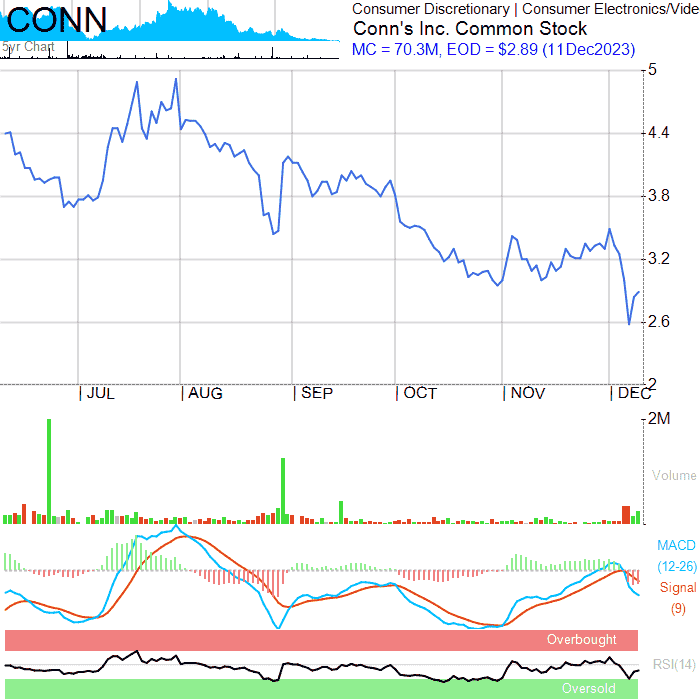 CONN
5yr Chart
Consumer Discretionary | Consumer Electronics/Vide
Conn's Inc. Common Stock
MC = 70.3M, EOD = $2.89 (11Dec2023)
5
4.4
3.8
3.2
2.6
2
JUL AUG SEP OCT NOV DEC
2M
Volume
MACD
(12-26)
Signal
(9)
Overbought
RSI(14)
Oversold